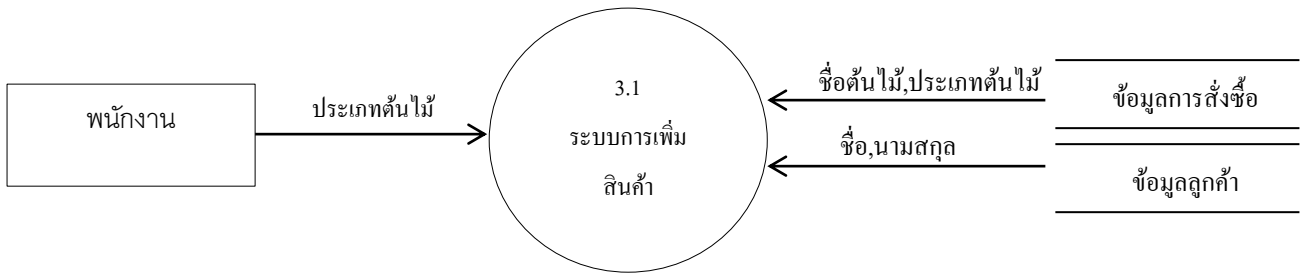 พนักงาน
ประเภทต้นไม้
3.1
ระบบการเพิ่ม
สินค้า
ชื่อต้นไม้,ประเภทต้นไม้
ชื่อ,นามสกุล
ข้อมูลการสั่งซื้อ
ข้อมูลลูกค้า